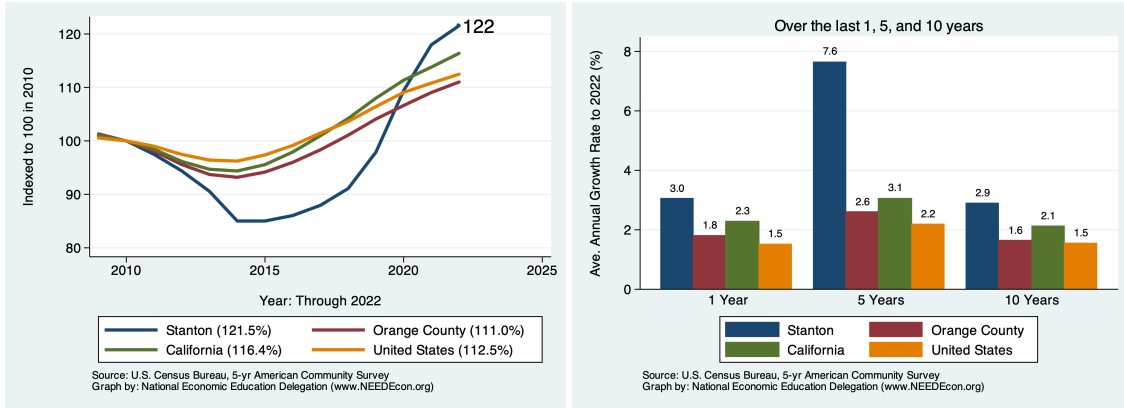 Indexed to 100 in 2010
120
110
100
90
80
122
2010
2015
2020
2025
Year: Through 2022
Stanton (121.5%)
Orange County (111.0%)
California (116.4%)
United States (112.5%)
Source: U.S. Census Bureau, 5-yr American Community Survey
Graph by: National Economic Education Delegation (www.NEEDEcon.org)
Over the last 1, 5, and 10 years
Ave. Annual Growth Rate to 2022 (%)
8
6
4
2
0
3.0
1.8
2.3
1.5
7.6
2.6
3.1
2.2
2.9
1.6
2.1
1.5
1 Year
5 Years
10 Years
Stanton
Orange County
California
United States
Source: U.S. Census Bureau, 5-yr American Community Survey
Graph by: National Economic Education Delegation (www.NEEDEcon.org)